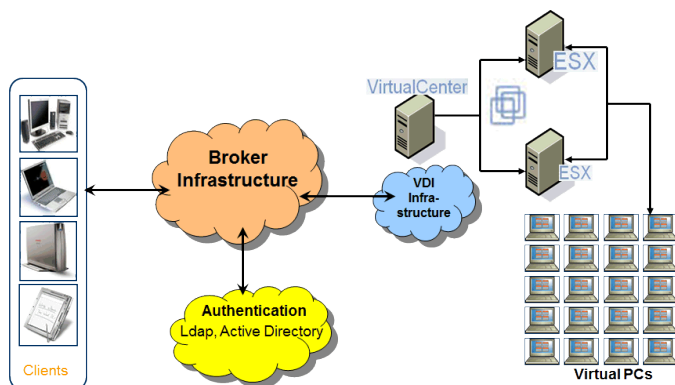 ESX
VirtualCenter
ESX
Broker
Infrastructure
VDI
Infra-
structure
Authentication
Ldap, Active Directory
Clients
Virtual PCs